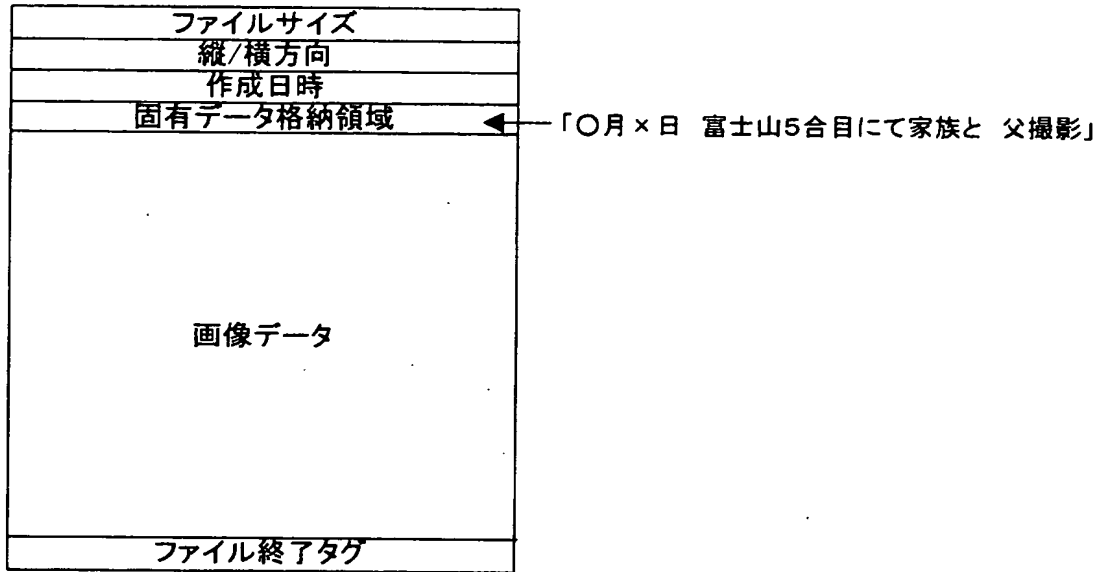 ファイルサイズ
縦/横方向
作成日時
固有データ格納領域
「〇月×日 富士山5合目にて家族と 父撮影」
画像データ
ファイル終了タグ